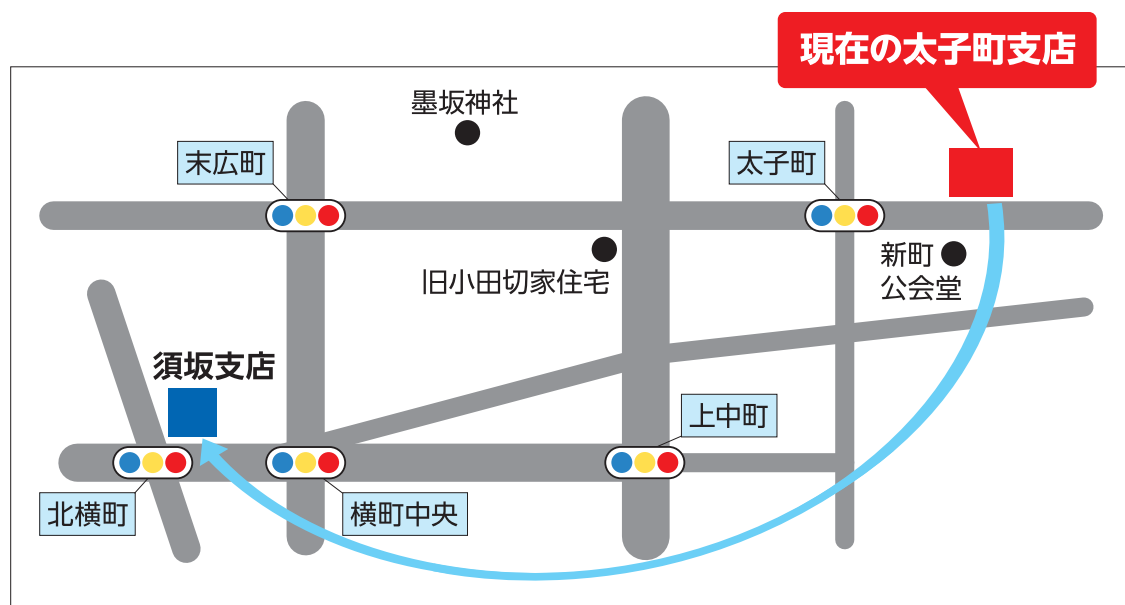 現在の太子町支店
墨坂神社
末広町
太子町
新町
公会堂
旧小田切家住宅
須坂支店
上中町
北横町
横町中央